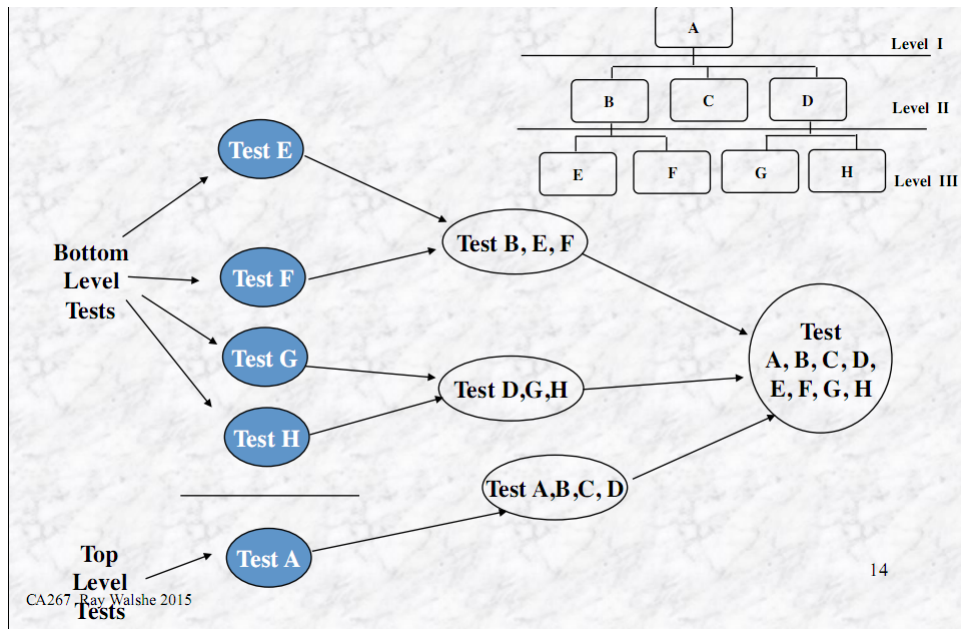 A
Level I
B
C
D
Level II
E
F
G
H
Level III
Test E
Test B, E, F
Bottom
Level
Tests
Test F
Test G
Test D,G,H
Test H
Test
A, B, C, D,
E, F, G, H
Test A,B,C, D
Test A
Top
Level
Tests
14
CA267 Ray Walshe 2015